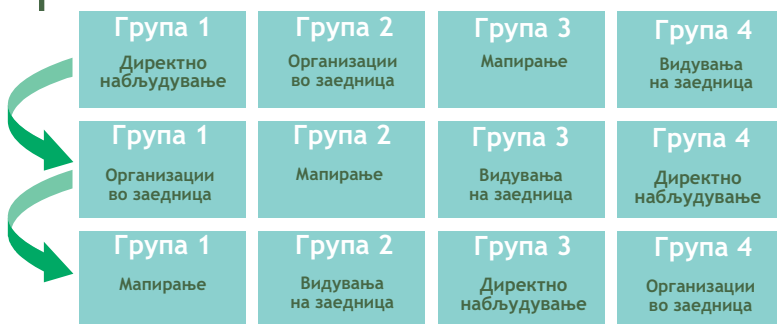 Група 1
Директно
набљудување
Група 2
Организации
во заедница
Група 3
Мапирање
Група 4
Видувања
на заедница
Група 1
Организации
во заедница
Група 2
Мапирање
Група 3
Видувања
на заедница
Група 4
Директно
набљудување
Група 1
Мапирање
Група 2
Видувања
на заедница
Група 3
Директно
набљудување
Група 4
Организации
во заедница